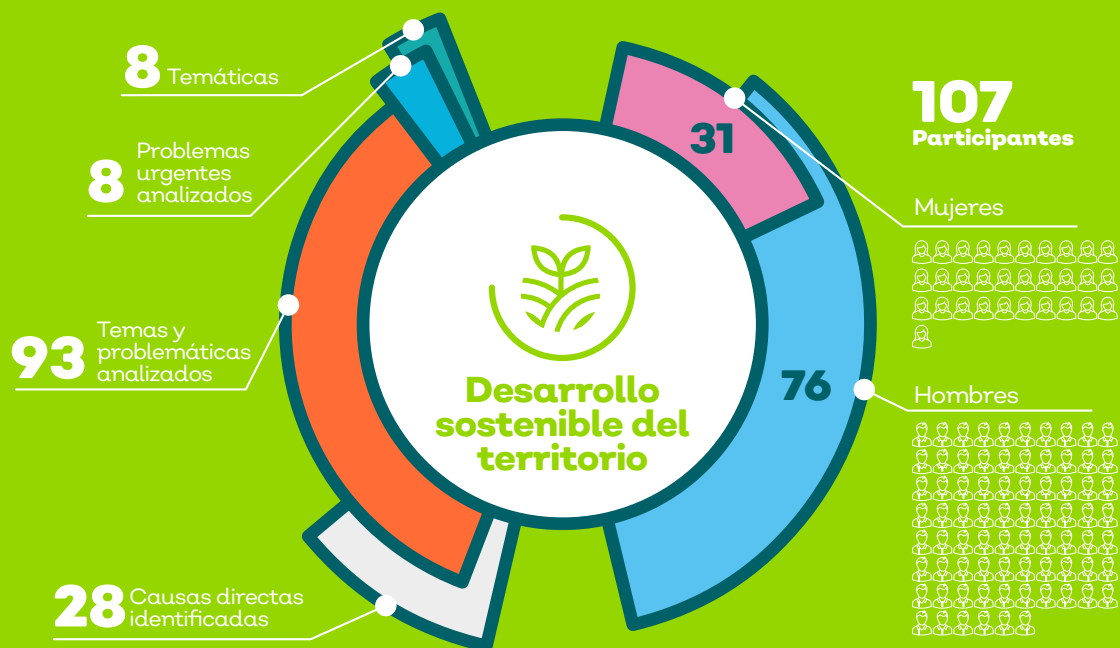 8 Temáticas
8 Problemas
urgentes
analizados
93 Temas y
problemáticas
analizados
28 Causas directas
identificadas
Desarrollo
sostenible del
territorio
31
76
107
Participantes
Mujeres
Hombres